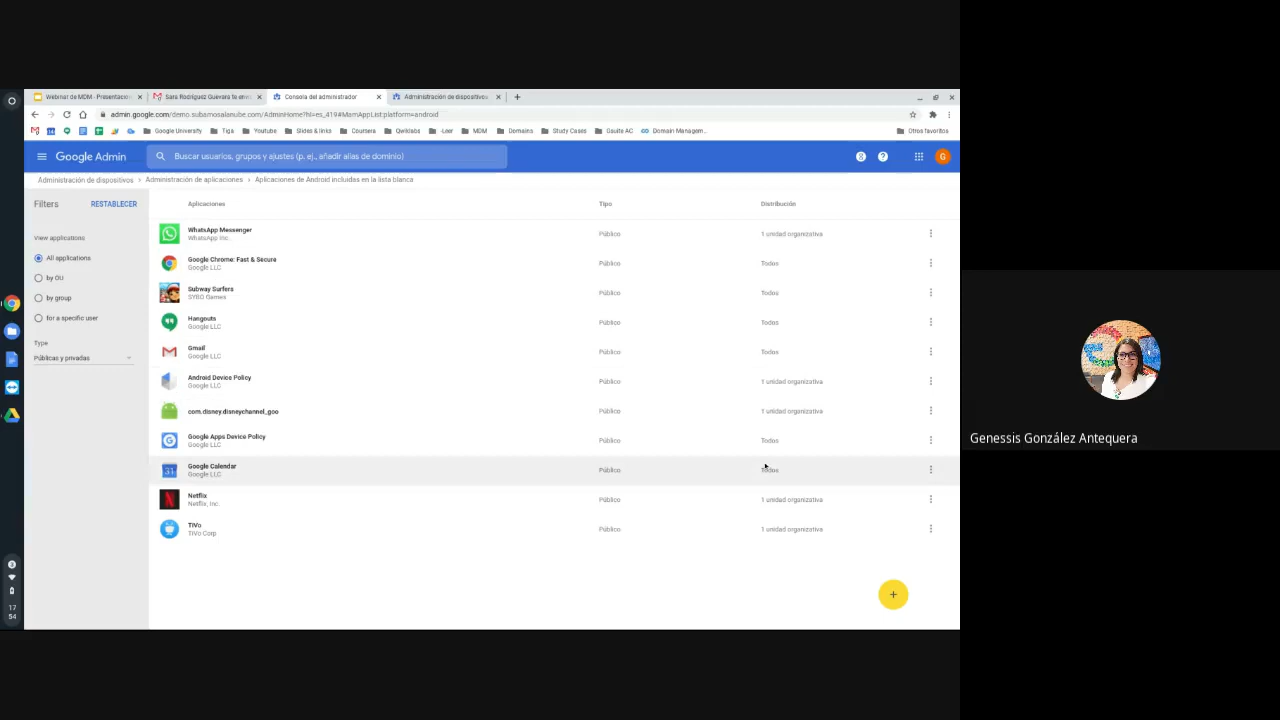 Webinar de MDM - Presentació
Sara Rodríguez Guevara te env
Consola del administrador
Administración de dispositivos
admin.google.com/demo.subamosalanube.com/AdminHome?hl=es_419#MamAppList:platform=android
Google University
Tigs
Youtube
Slides & links
Coursera
Qwiklabs
-Leer
MDM
Domains
Study Cases
Gsuite AC
Domain Managem...
Otros favoritos
Google Admin
Buscar usuarios, grupos y ajustes (p. ej., añadir alias de dominio)
G
Administración de dispositivos > Administración de aplicaciones > Aplicaciones de Android incluidas en la lista blanca
Filters
RESTABLECER
View applications
All applications
by OU
by group
for a specific user
Type
Públicas y privadas
Aplicaciones Tipo Distribución
WhatsApp Messenger
WhatsApp Inc.
Público
1 unidad organizativa
Google Chrome: Fast & Secure
Google LLC
Público
Todos
Subway Surfers
SYBO Games
Público
Todos
Hangouts
Google LLC
Público
Todos
Gmail
Google LLC
Público
Todos
Android Device Policy
Google LLC
Público
1 unidad organizativa
com.disney.disneychannel_goo
Público
1 unidad organizativa
Google Apps Device Policy
Google LLC
Público
Todos
Google Calendar
Google LLC
Público
Todos
Netflix
Netflix, Inc.
Público
1 unidad organizativa
TiVo
TiVo Corp
Público
1 unidad organizativa
17
54
Genessis González Antequera